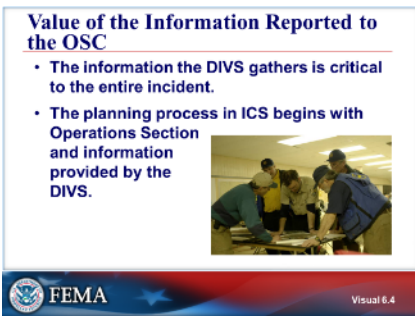 Value of the Information Reported to
the OSC
• The information the DIVS gathers is critical
to the entire incident.
• The planning process in ICS begins with
Operations Section
and information
provided by the
DIVS.
FEMA
Visual 6.4